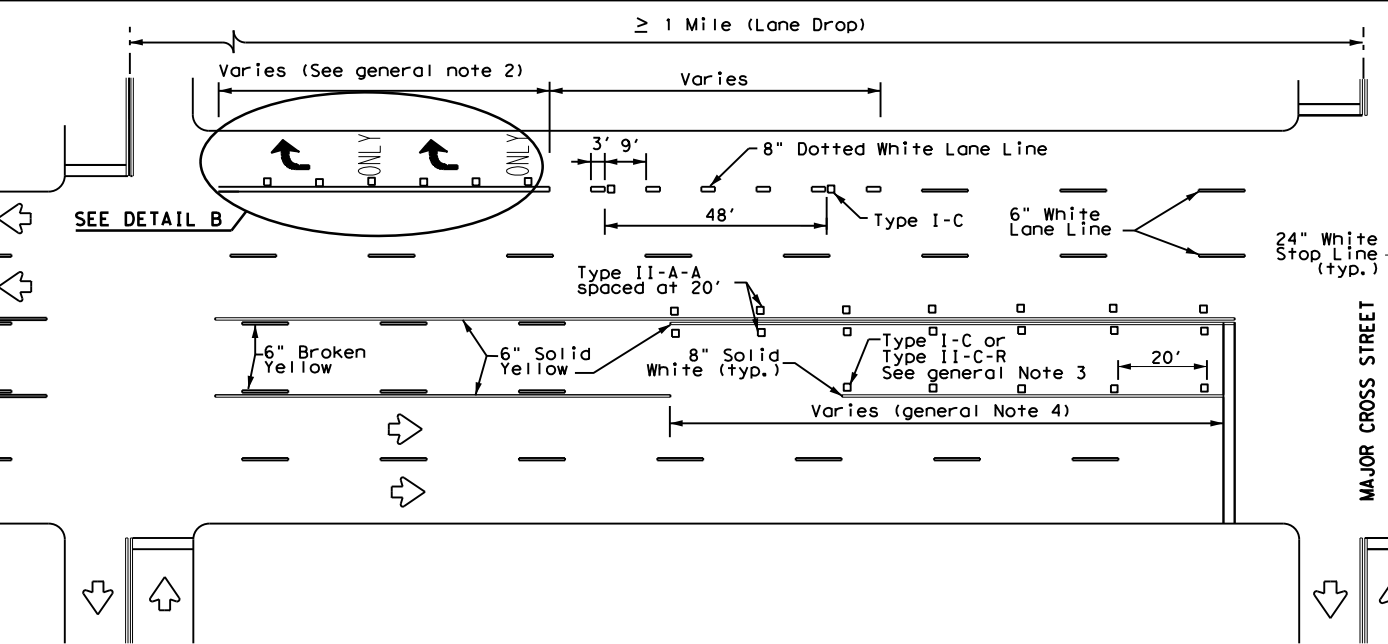 ≥ 1 Mile (Lane Drop)
Varies (See general note 2)
Varies
ONLY
ONLY
3' 9'
8" Dotted White Lane Line
SEE DETAIL B
48'
Type I-C
6" White
Lane Line
24" White
Stop Line
(typ.)
Type II-A-A
spaced at 20'
6" Broken
Yellow
6" Solid
Yellow
8" Solid
White (typ.)
Type I-C or
Type II-C-R
See general Note 3
20'
Varies (general Note 4)
MAJOR CROSS STREET